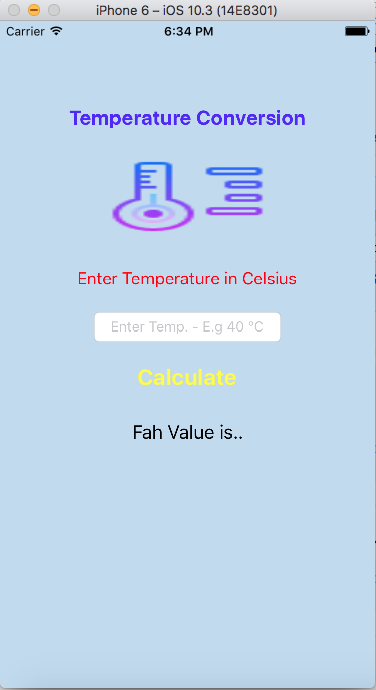 iPhone 6 – iOS 10.3 (14E8301)
Carrier 6:34 PM
Temperature Conversion
Enter Temperature in Celsius
Enter Temp. - E.g 40 °C
Calculate
Fah Value is..